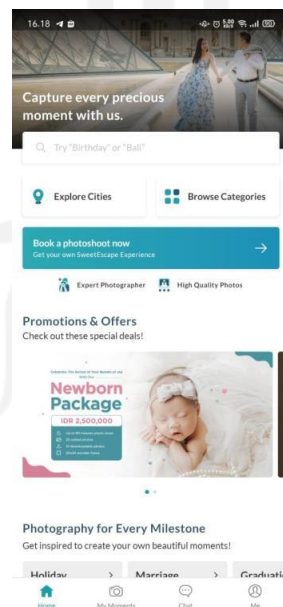 16.18
Capture every precious
moment with us.
Try "Birthday" or "Bali"
Explore Cities
Browse Categories
Book a photoshoot now
Get your own SweetEscape Experience
Expert Photographer
High Quality Photos
Promotions & Offers
Check out these special deals!
Newborn
Package
IDR 2,500,000
Photography for Every Milestone
Get inspired to create your own beautiful moments!
Holiday
Marriage
Graduati
Home
My Moments
Chat
Me